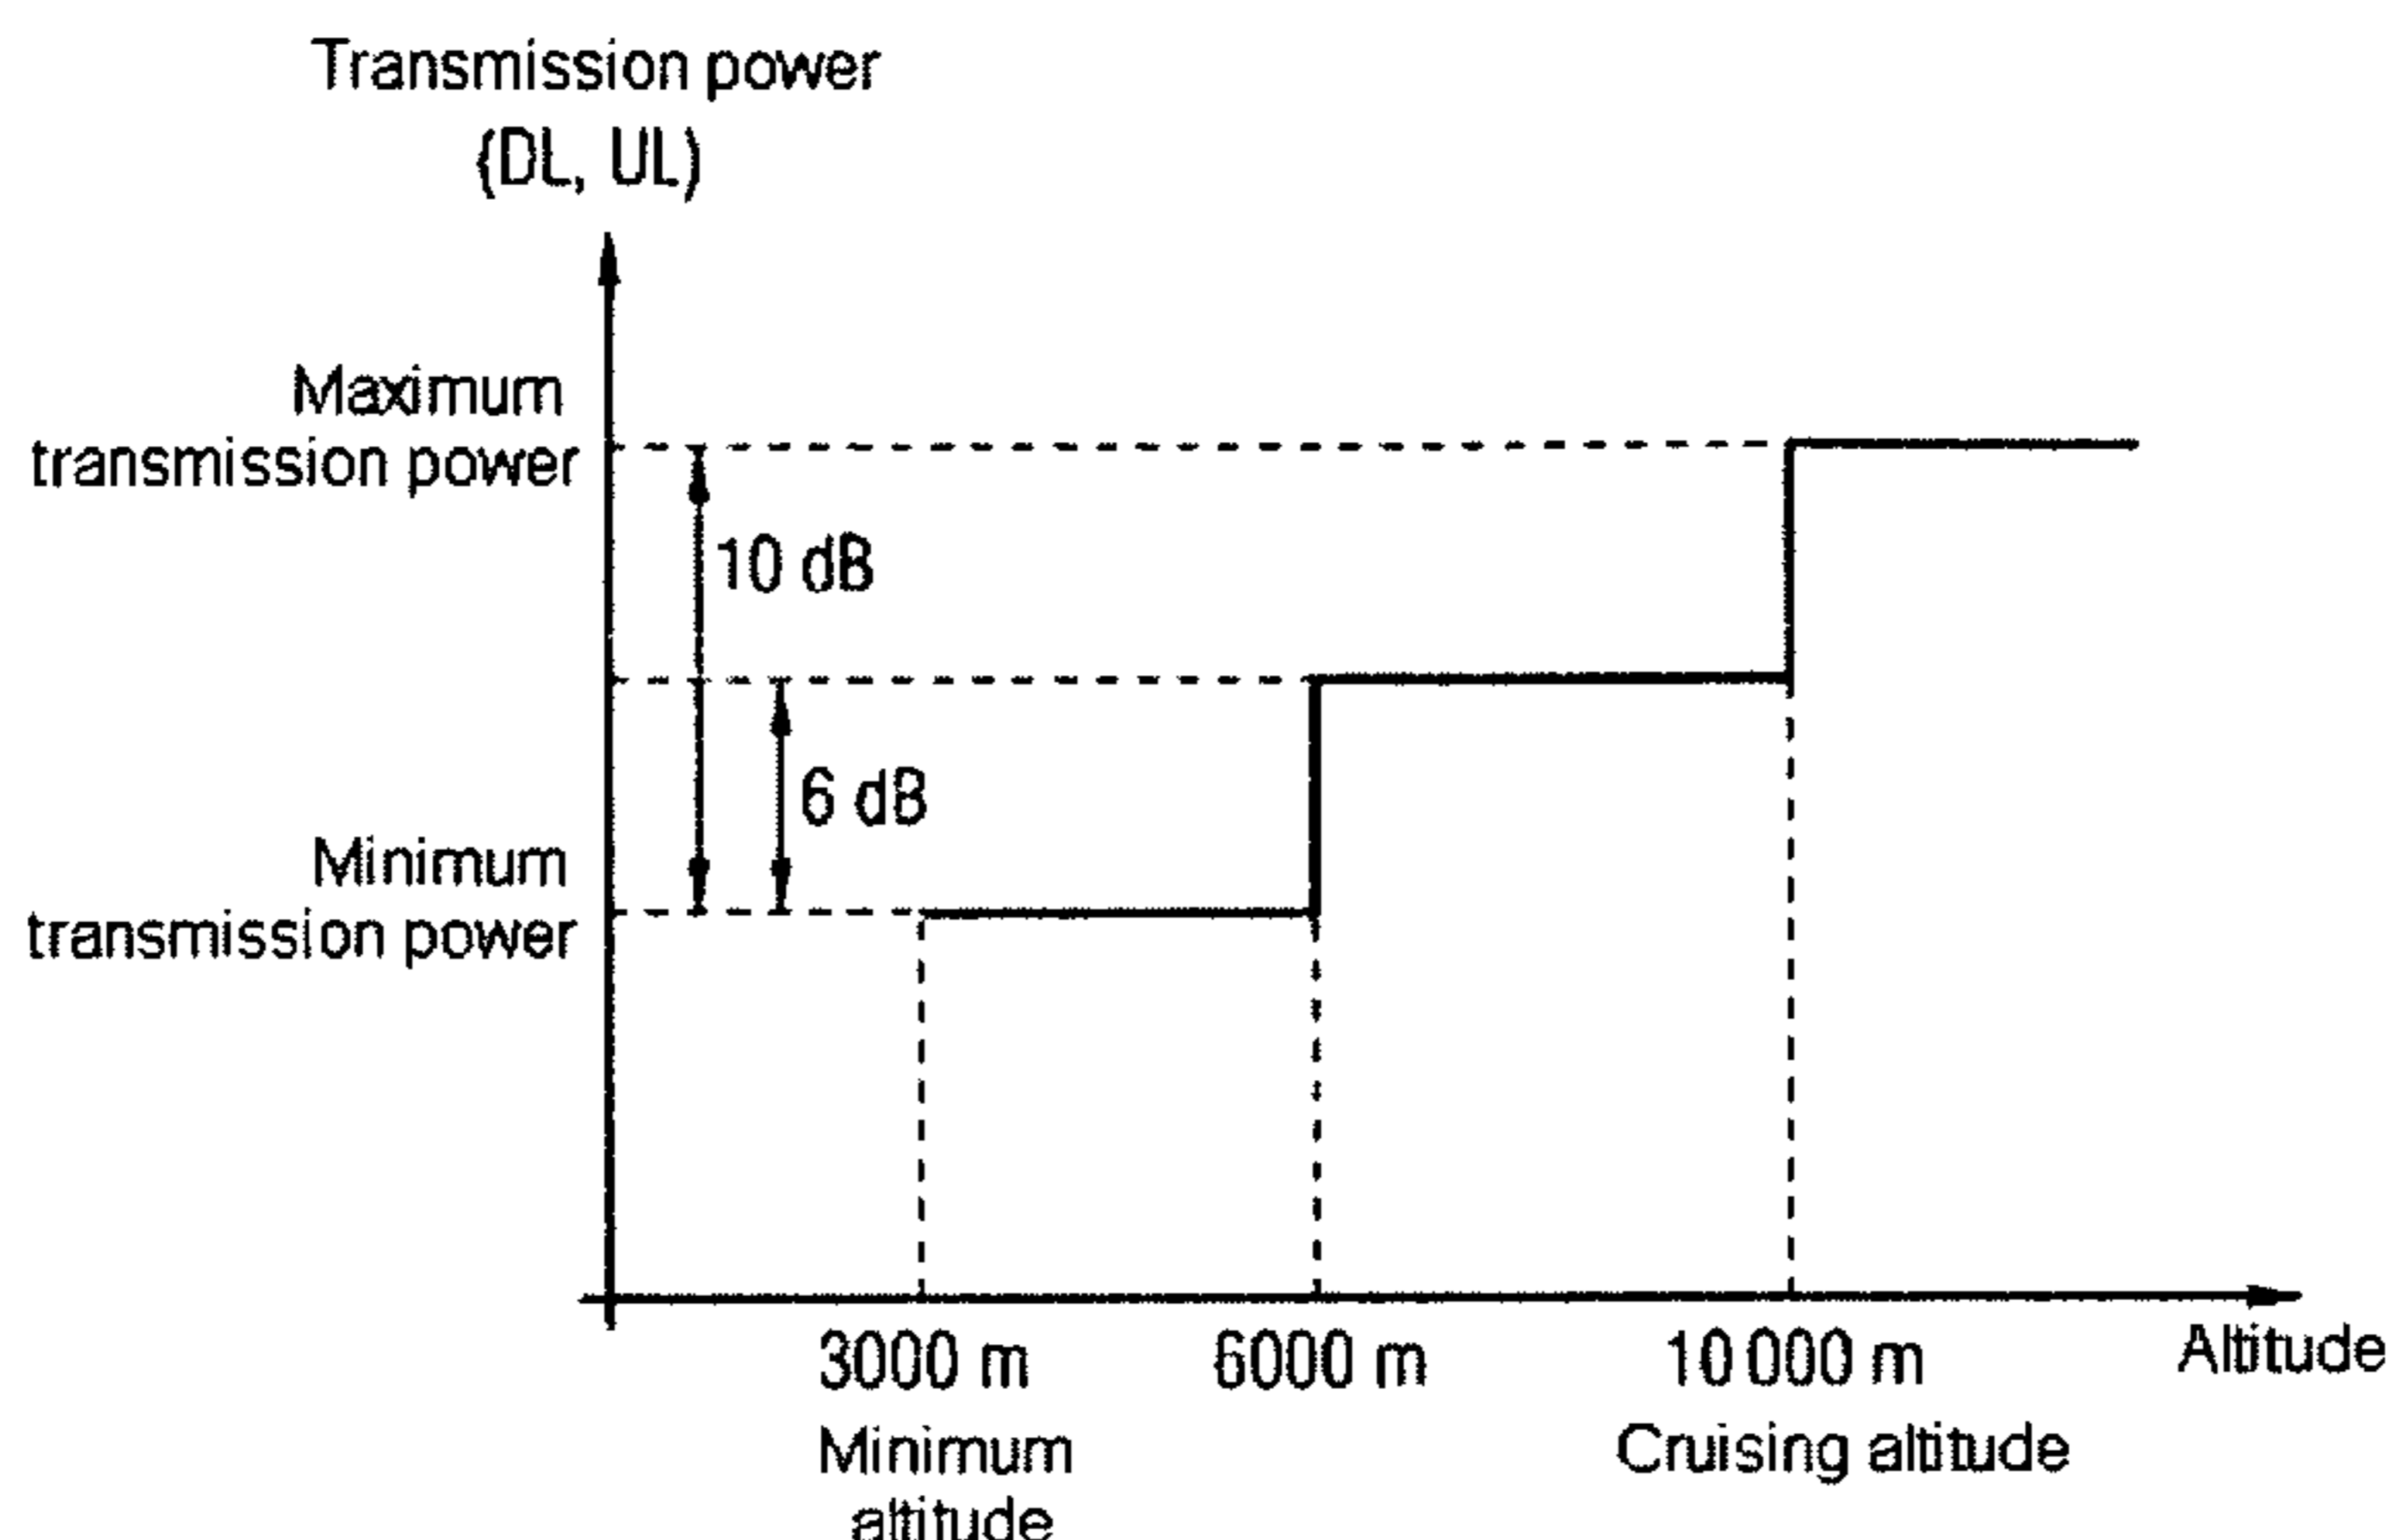 Transmission power
(DL, UL)
Maximum
transmission power
10 dB
6 dB
Minimum
transmission power
3000 m
6000 m
10 000 m
Altitude
Minimum
altitude
Cruising altitude